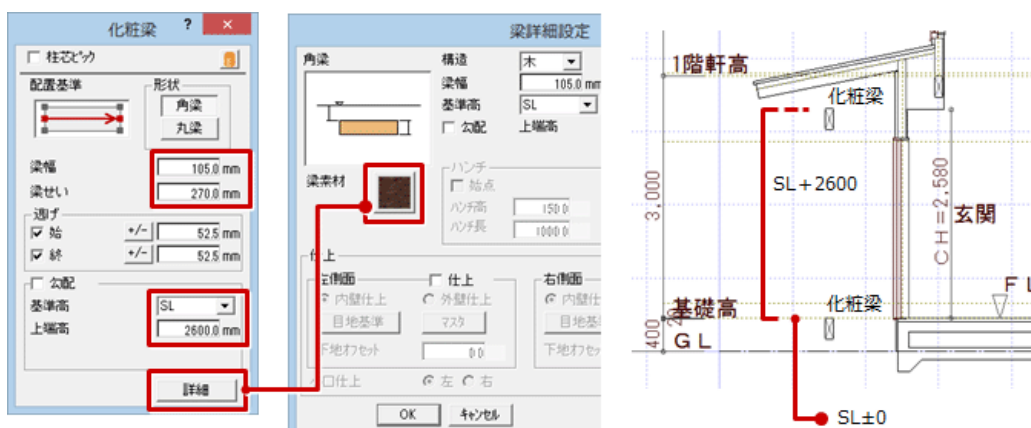 化粧梁 ? ×
柱芯ピック
配置基準
形状
角梁
丸梁
梁幅 105.0 mm
梁せい 270.0 mm
逃げ
始 +/- 52.5 mm
終 +/- 52.5 mm
勾配
基準高 SL
上端高 2600.0 mm
詳細
梁詳細設定
角梁
構造 木
梁幅 105.0 mm
基準高 SL
勾配 上端高
梁素材
ハンチ
始点
ハンチ高 150.0
ハンチ長 1000.0
仕上
左側面 仕上 右側面
内壁仕上 外壁仕上 内壁仕
目地基準 マスタ 目地基
下地オフセット 0.0 下地オフセ
口仕上 左 右
OK キャンセル
1階軒高
化粧梁
SL+2600
3,000
CH=2,580
玄関
FL
基礎高
化粧梁
400
GL
SL±0